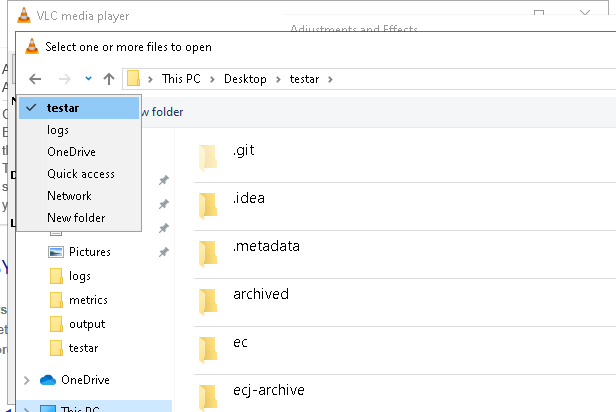 VLC media player
Adjustments and Effects
Select one or more files to open
This PC > Desktop > testar >
testar
logs
OneDrive
Quick access
Network
New folder
w folder
Pictures
logs
metrics
output
testar
OneDrive
This PC
.git
.idea
.metadata
archived
ec
ecj-archive